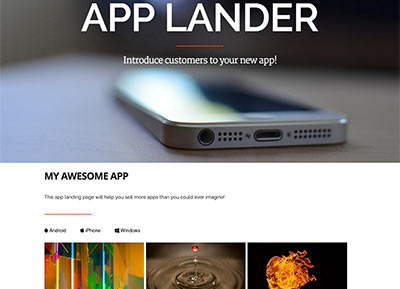 APP LANDER
Introduce customers to your new app!
MY AWESOME APP
This app landing page will help you sell more apps than you could ever imagine!
Android iPhone Windows